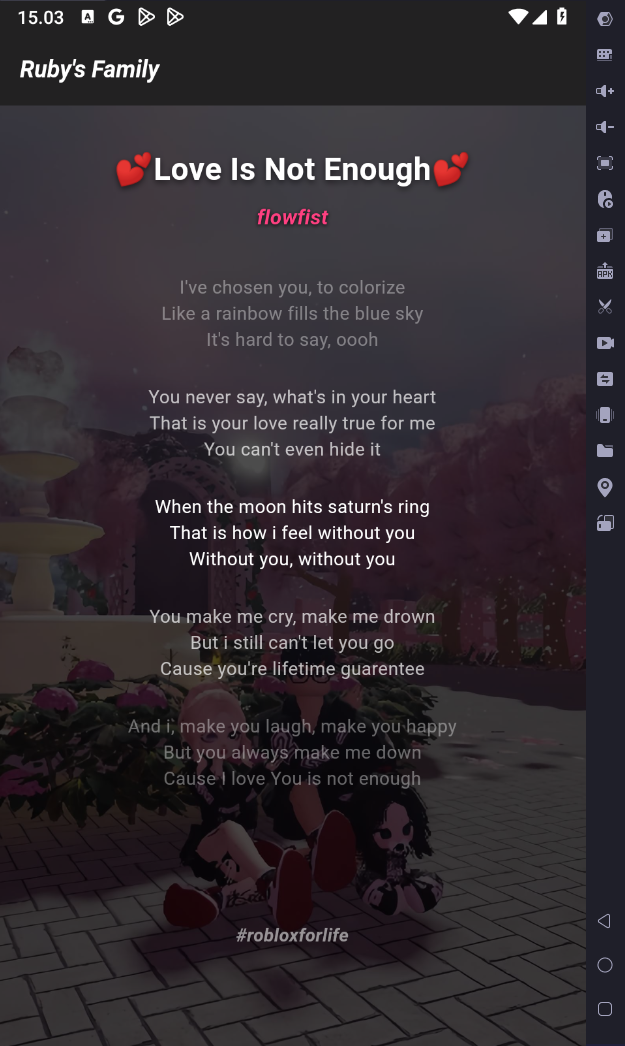 15.03
Ruby's Family
💕Love Is Not Enough💕
flowfist
I've chosen you, to colorize
Like a rainbow fills the blue sky
It's hard to say, oooh
You never say, what's in your heart
That is your love really true for me
You can't even hide it
When the moon hits saturn's ring
That is how i feel without you
Without you, without you
You make me cry, make me drown
But i still can't let you go
Cause you're lifetime guarentee
And i, make you laugh, make you happy
But you always make me down
Cause I love You is not enough
#robloxforlife